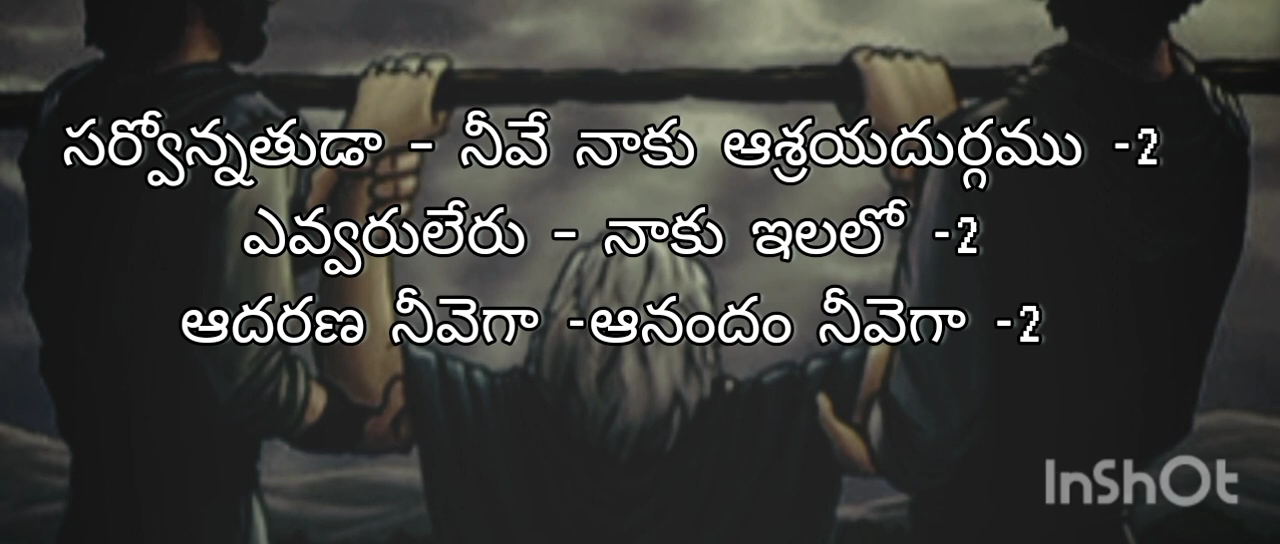 సర్వోన్నతుడా - నీవే నాకు ఆశ్రయదుర్గము -2
ఎవ్వరులేరు - నాకు ఇలలో -2
ఆదరణ నీవెగా -ఆనందం నీవెగా -2
InShOt